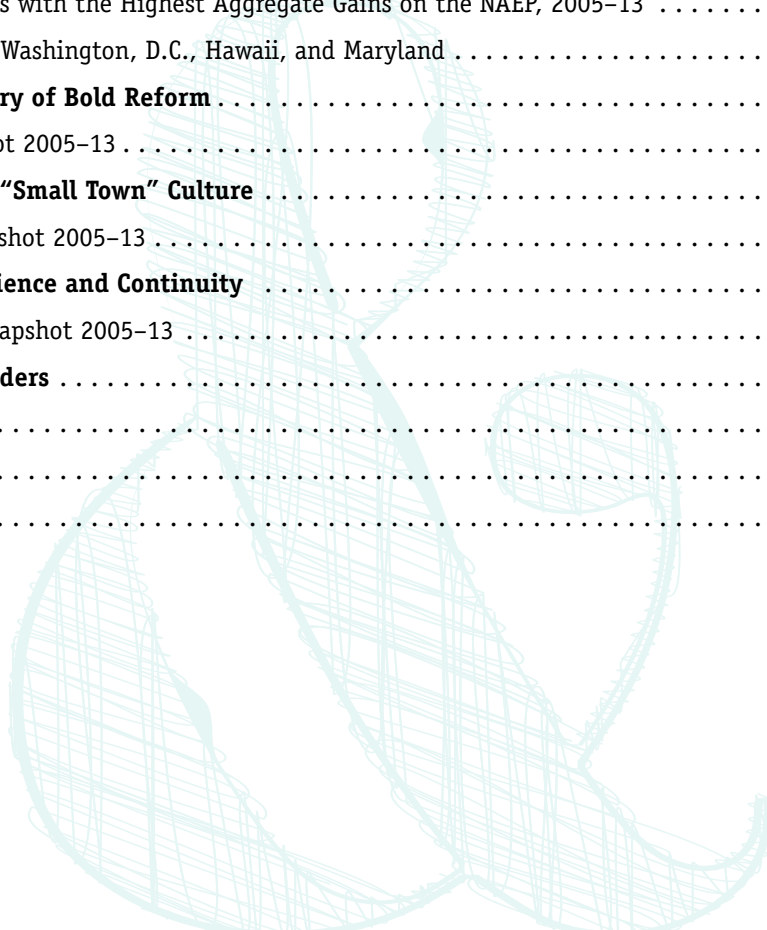 s with the Highest Aggregate Gains on the NAEP, 2005–13 . . . . . . .
Washington, D.C., Hawaii, and Maryland . . . . . . . . . . . . . . . . . . . .
ry of Bold Reform . . . . . . . . . . . . . . . . . . . . . . . . . . . . . . . . . . .
ot 2005–13 . . . . . . . . . . . . . . . . . . . . . . . . . . . . . . . . . . . . . . . . .
“Small Town” Culture . . . . . . . . . . . . . . . . . . . . . . . . . . . . . . . .
shot 2005–13 . . . . . . . . . . . . . . . . . . . . . . . . . . . . . . . . . . . . . . .
ience and Continuity . . . . . . . . . . . . . . . . . . . . . . . . . . . . . . . .
apshot 2005–13 . . . . . . . . . . . . . . . . . . . . . . . . . . . . . . . . . . . . .
ders . . . . . . . . . . . . . . . . . . . . . . . . . . . . . . . . . . . . . . . . . . . . .
. . . . . . . . . . . . . . . . . . . . . . . . . . . . . . . . . . . . . . . . . . . . . . . .
. . . . . . . . . . . . . . . . . . . . . . . . . . . . . . . . . . . . . . . . . . . . . . . .
. . . . . . . . . . . . . . . . . . . . . . . . . . . . . . . . . . . . . . . . . . . . . . . .
&